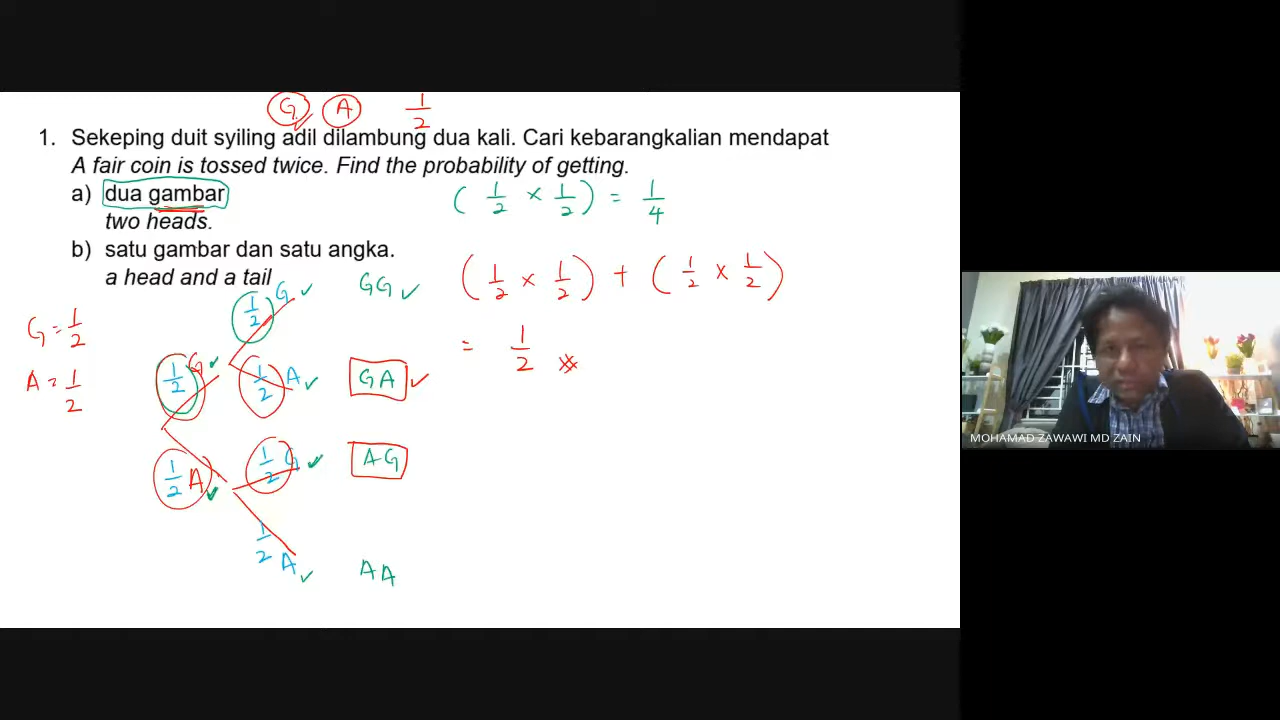 G A 1/2
1. Sekeping duit syiling adil dilambung dua kali. Cari kebarangkalian mendapat
A fair coin is tossed twice. Find the probability of getting.
a) dua gambar
two heads.
( 1/2 × 1/2 ) = 1/4
b) satu gambar dan satu angka.
a head and a tail
( 1/2 × 1/2 ) + ( 1/2 × 1/2 )
= 1/2
G = 1/2
A = 1/2
1/2 G ✓ GG ✓
1/2 G ✓ 1/2 A ✓ GA ✓
1/2 A ✓ 1/2 G ✓ AG
1/2 A ✓ AA
MOHAMAD ZAWAWI MD ZAIN